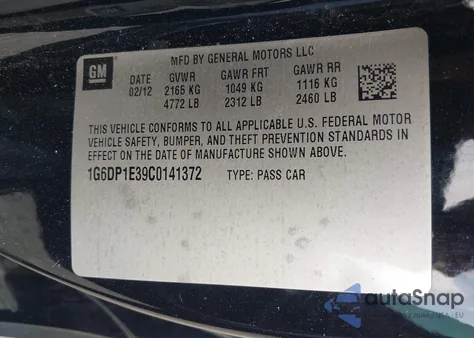 MFD BY GENERAL MOTORS LLC
GM
02/12
GVWR
2165 KG
4772 LB
GAWR FRT
1049 KG
2312 LB
GAWR RR
1116 KG
2460 LB
THIS VEHICLE CONFORMS TO ALL APPLICABLE U.S. FEDERAL MOTOR
VEHICLE SAFETY, BUMPER, AND THEFT PREVENTION STANDARDS IN
EFFECT ON THE DATE OF MANUFACTURE SHOWN ABOVE.
1G6DP1E39C0141372 TYPE: PASS CAR
autoSnap